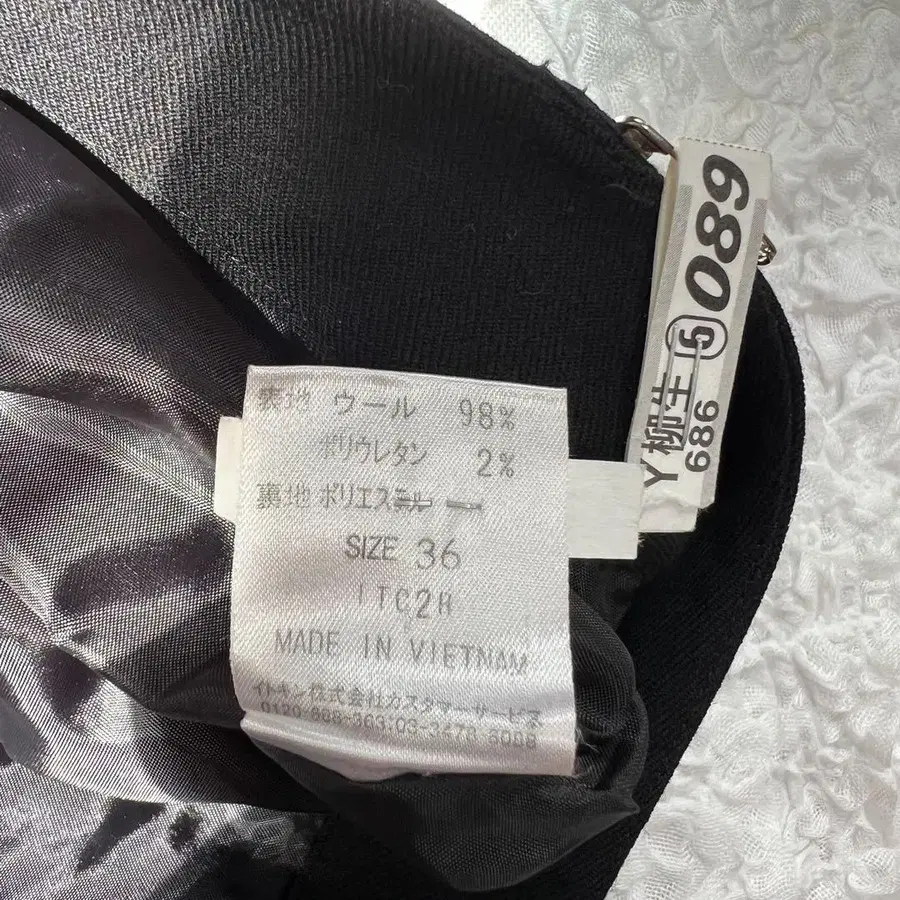 表地 ウール 98%
ポリウレタン 2%
裏地 ポリエステル
SIZE 36
MADE IN VIETNAM
イトキン株式会社カスタマーサービス
0120-888-363.03-3478-8088
Y柳生 6 089
686